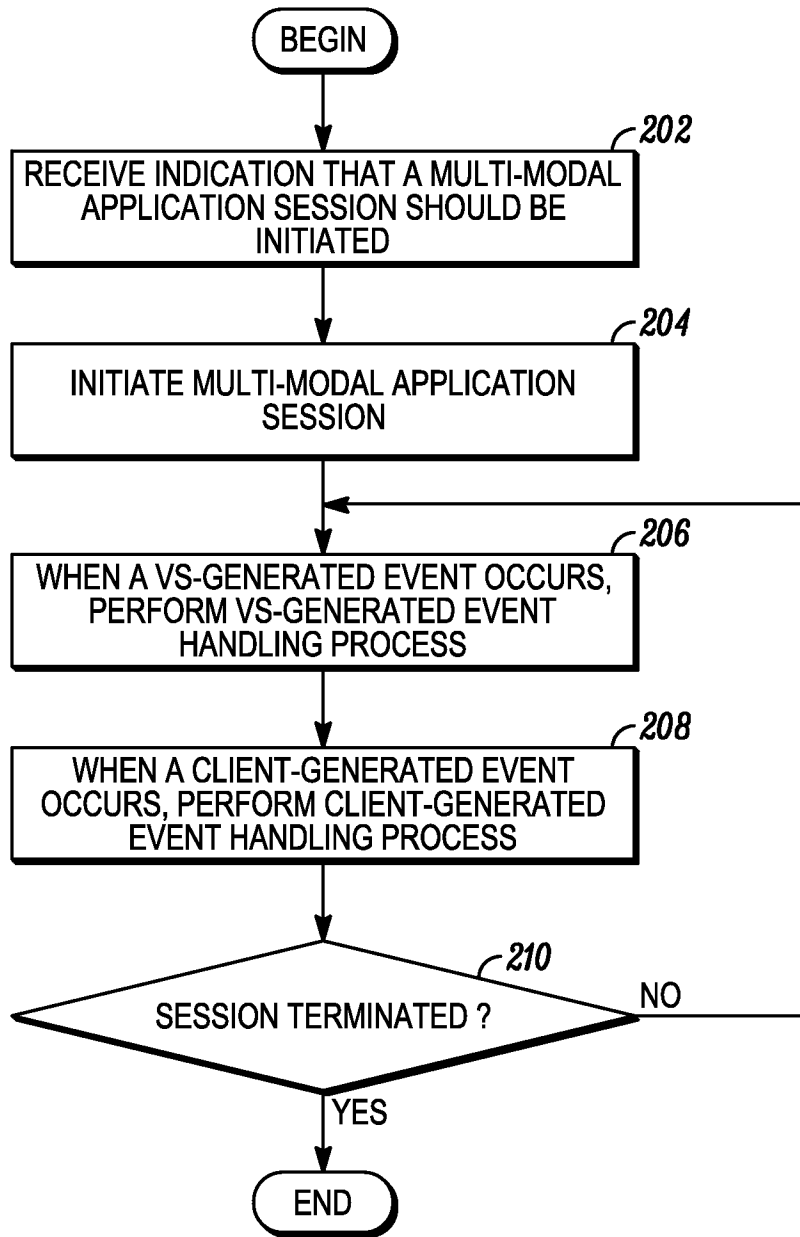 BEGIN
202
RECEIVE INDICATION THAT A MULTI-MODAL
APPLICATION SESSION SHOULD BE
INITIATED
204
INITIATE MULTI-MODAL APPLICATION
SESSION
206
WHEN A VS-GENERATED EVENT OCCURS,
PERFORM VS-GENERATED EVENT
HANDLING PROCESS
208
WHEN A CLIENT-GENERATED EVENT
OCCURS, PERFORM CLIENT-GENERATED
EVENT HANDLING PROCESS
210
SESSION TERMINATED ?
NO
YES
END